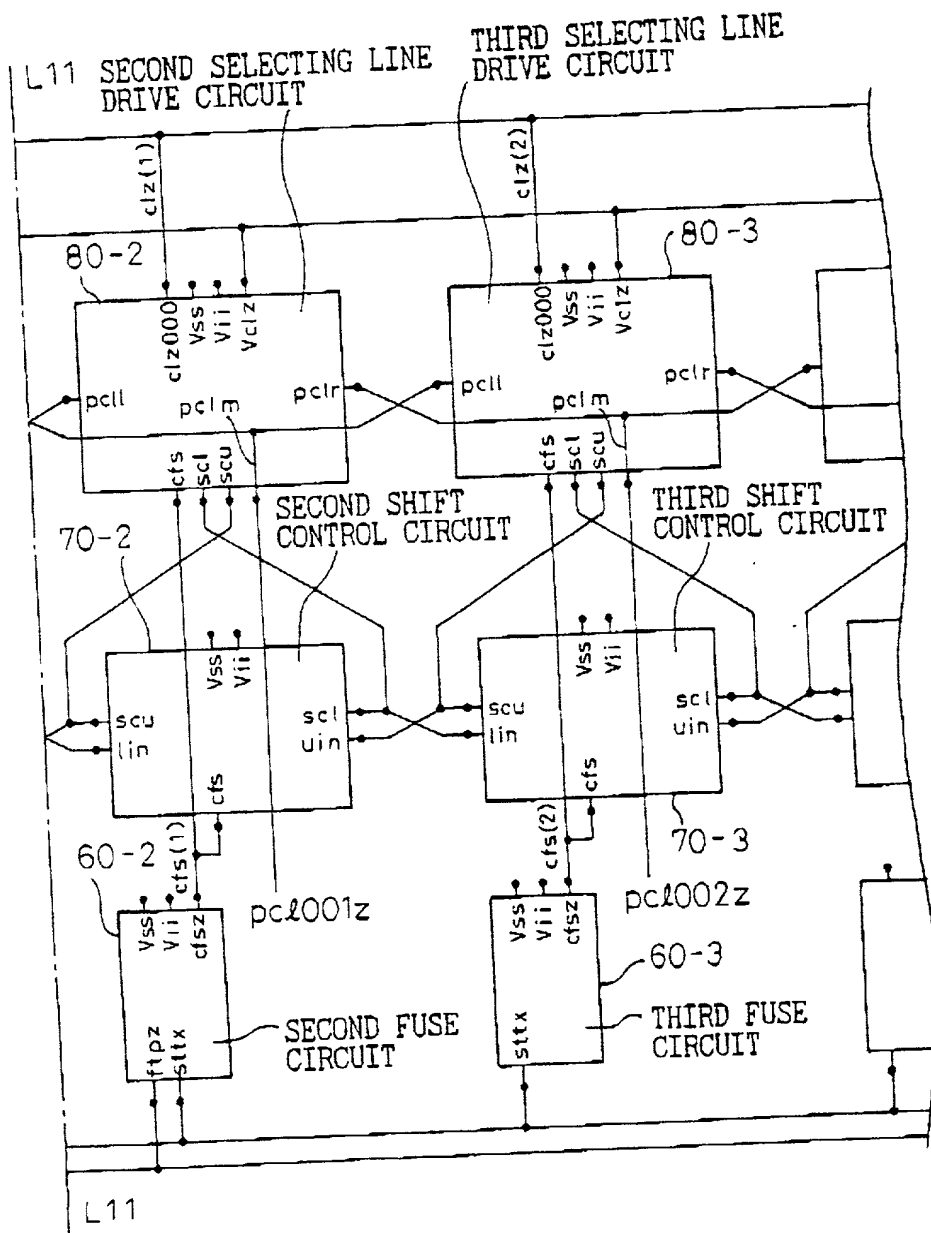 L11 SECOND SELECTING LINE
DRIVE CIRCUIT
THIRD SELECTING LINE
DRIVE CIRCUIT
clz(1)
clz(2)
80-2
80-3
clz000
Vss
Vii
Vclz
pcll
pclm
pclr
cfs
scl
scu
clz000
Vss
Vii
Vclz
pcll
pclm
pclr
cfs
scl
scu
SECOND SHIFT
CONTROL CIRCUIT
THIRD SHIFT
CONTROL CIRCUIT
70-2
Vss
Vii
scu
lin
scl
uin
cfs
Vss
Vii
scu
lin
scl
uin
cfs
70-3
60-2
cfs(1)
cfs(2)
pcℓ001z
pcℓ002z
Vss
Vii
cfsz
ftpz
sttx
Vss
Vii
cfsz
sttx
60-3
SECOND FUSE
CIRCUIT
THIRD FUSE
CIRCUIT
L11